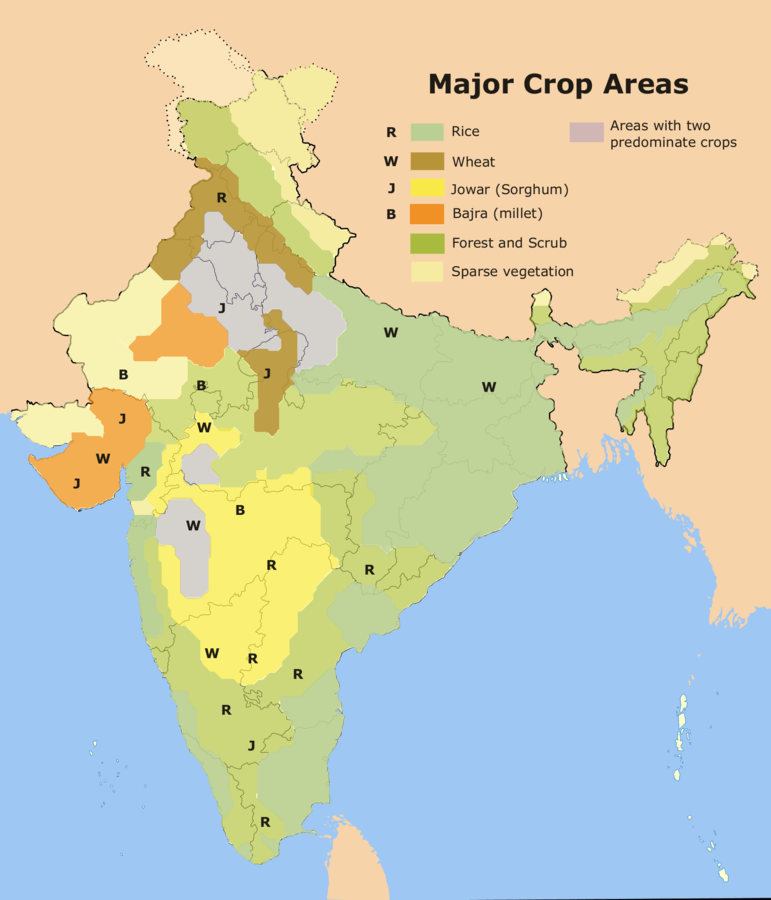 Major Crop Areas
R Rice
W Wheat
J Jowar (Sorghum)
B Bajra (millet)
Forest and Scrub
Sparse vegetation
Areas with two
predominate crops
R
J
W
W
B
B
J
J
W
W
R
J
W
B
R
R
W
R
R
R
J
R